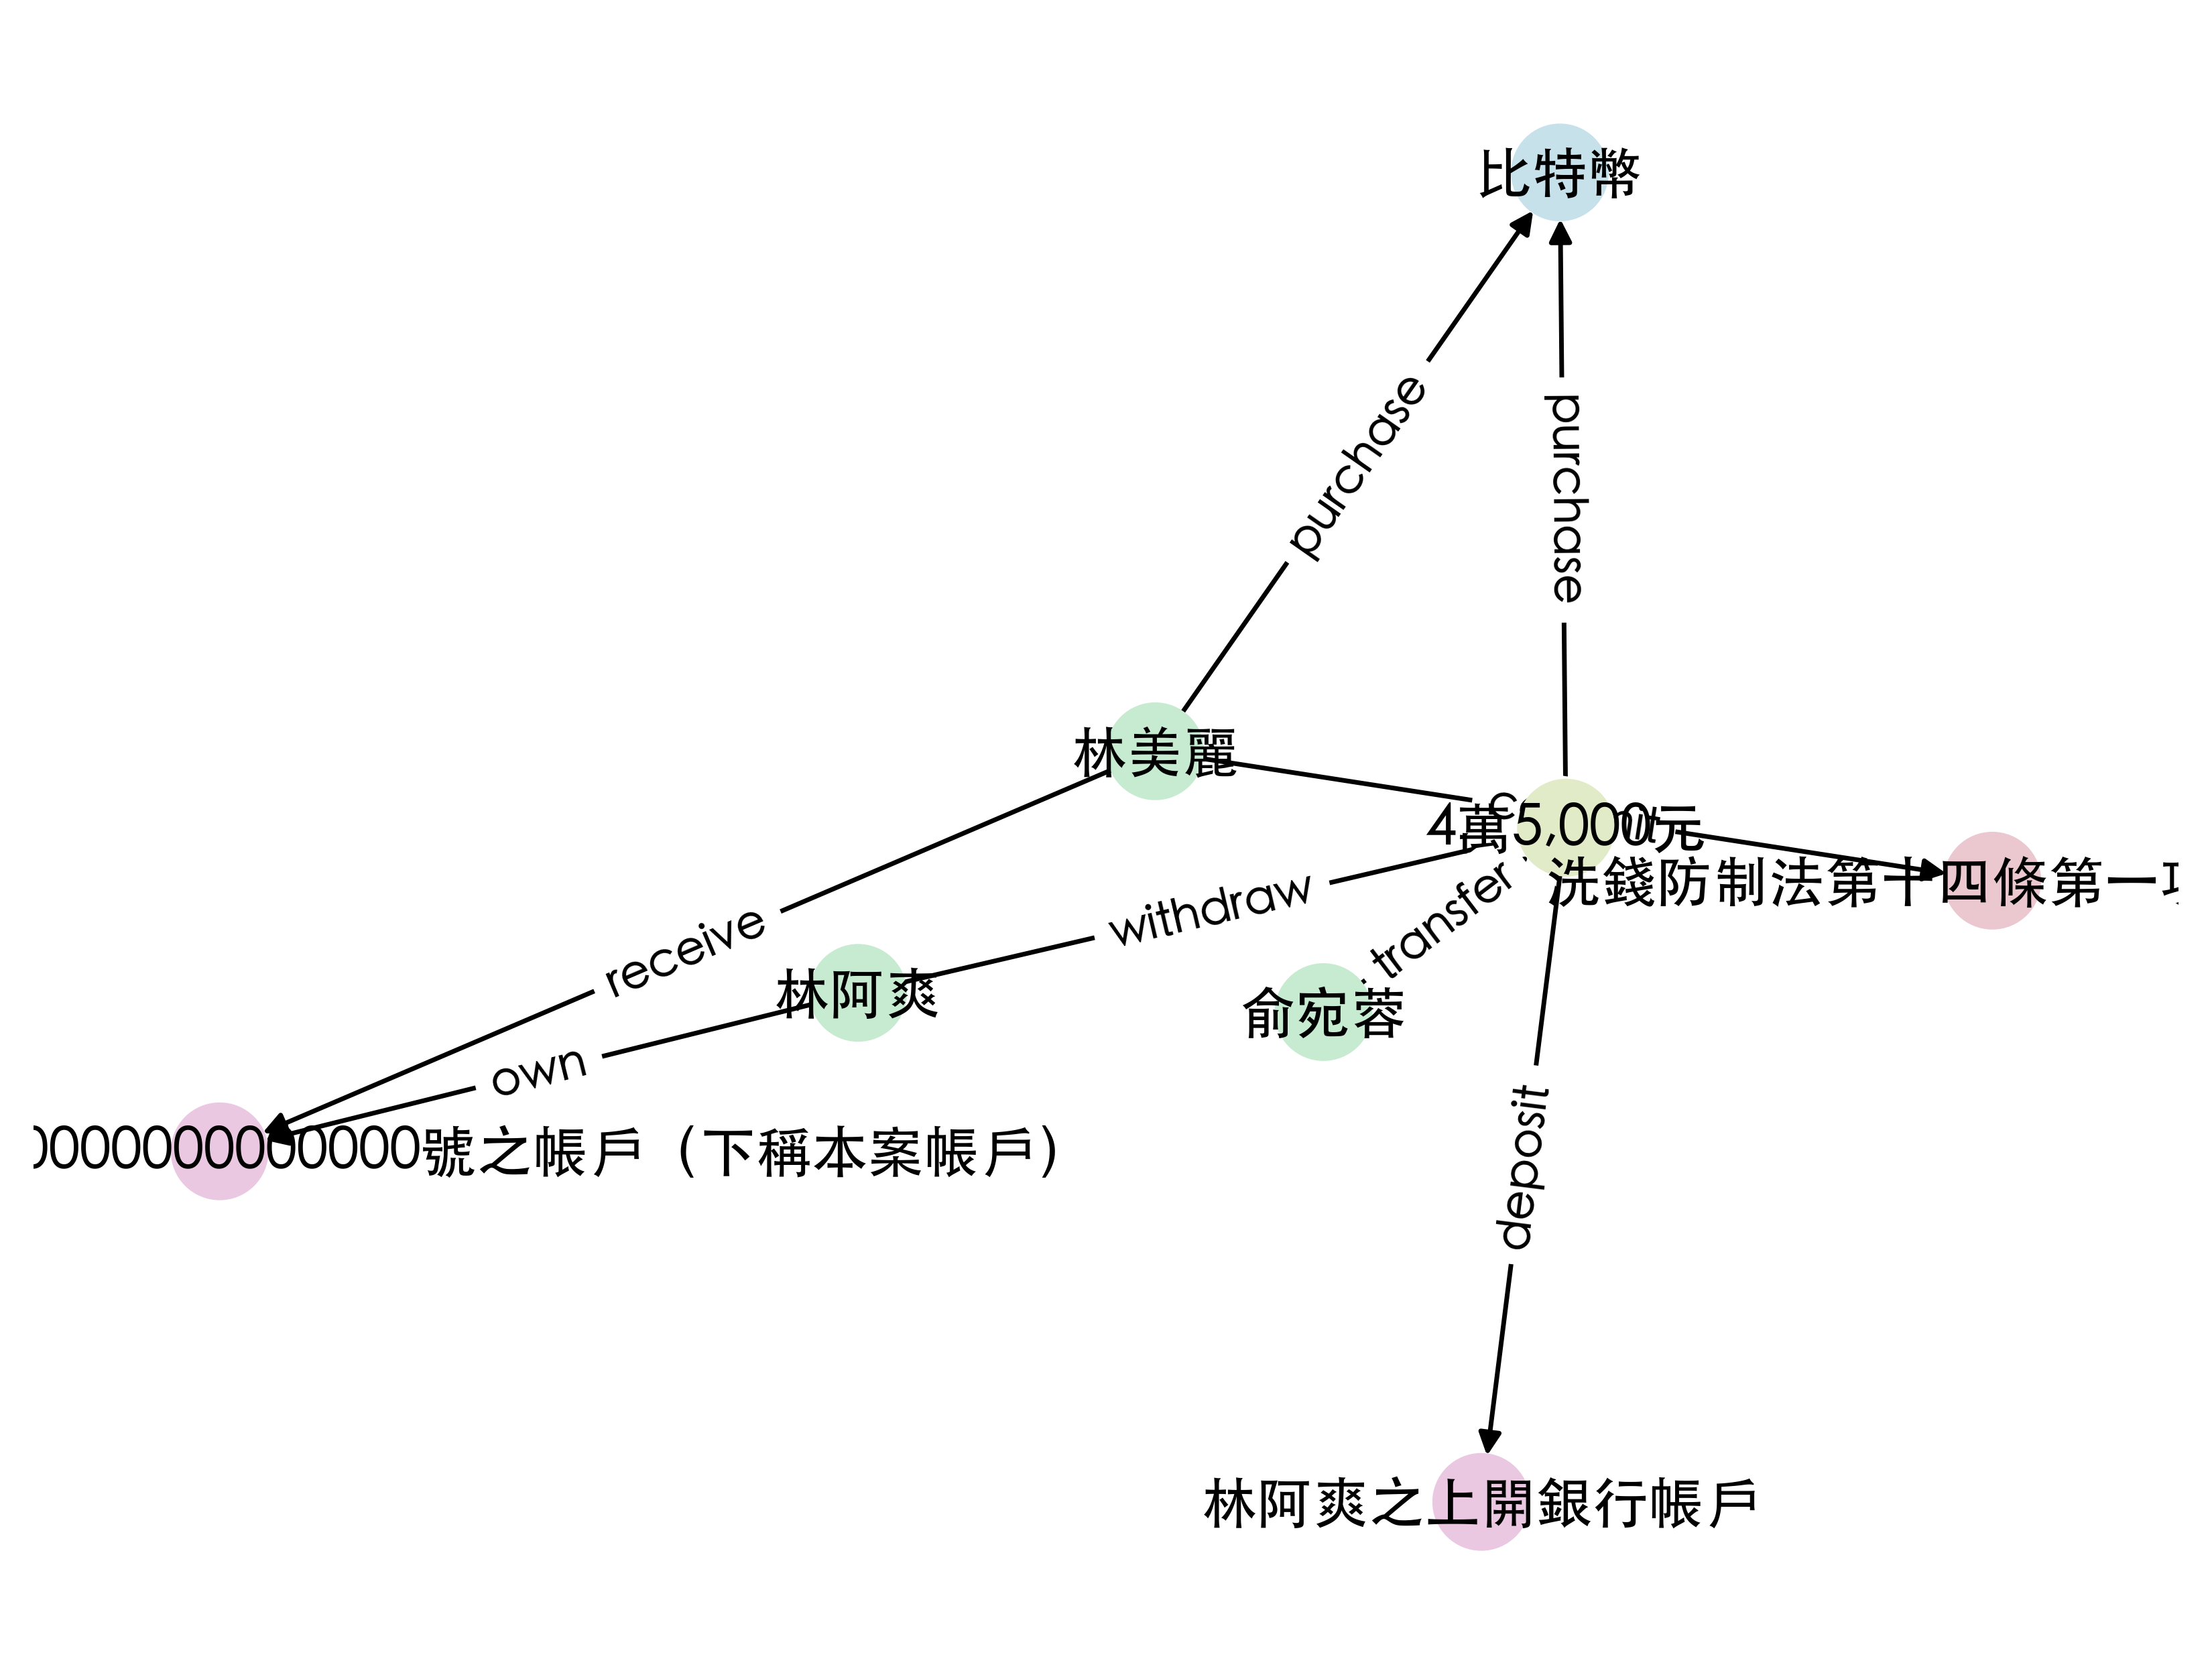 比特幣
purchase
purchase
林美麗
4萬5,000元
洗錢防制法第十四條第一
transfer
withdraw
receive
林阿爽
俞宛蓉
own
0000000000000號之帳戶（下稱本案帳戶）
deposit
林阿爽之上開銀行帳戶